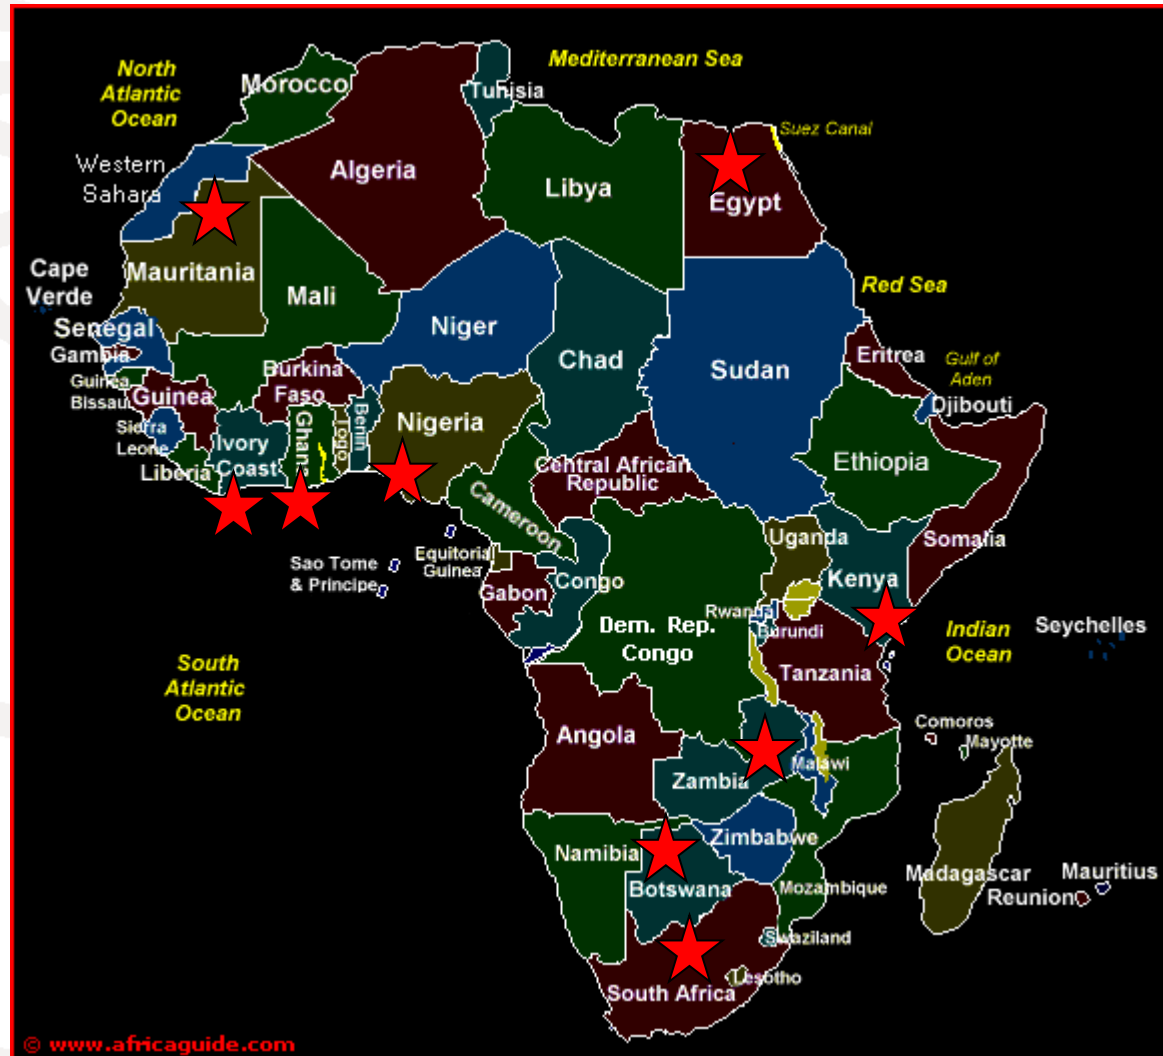 North
Atlantic
Ocean
Mediterranean Sea
Morocco
Tunisia
Suez Canal
Western
Sahara
Algeria
Libya
Egypt
Mauritania
Cape
Verde
Mali
Niger
Chad
Sudan
Red Sea
Senegal
Gambia
Eritrea
Gulf of
Aden
Guinea
Bissau
Guinea
Burkina
Faso
Djibouti
Sierra
Leone
Ivory
Coast
Ghana
Togo
Benin
Nigeria
Liberia
Ethiopia
Central African
Republic
Cameroon
Uganda
Somalia
Sao Tome
& Principe
Equitorial
Guinea
Gabon
Congo
Kenya
Rwanda
Burundi
Dem. Rep.
Congo
Indian
Ocean
Seychelles
Tanzania
South
Atlantic
Ocean
Angola
Comoros
Mayotte
Zambia
Malawi
Namibia
Zimbabwe
Botswana
Mozambique
Madagascar
Mauritius
Reunion
Swaziland
Lesotho
South Africa
© www.africaguide.com